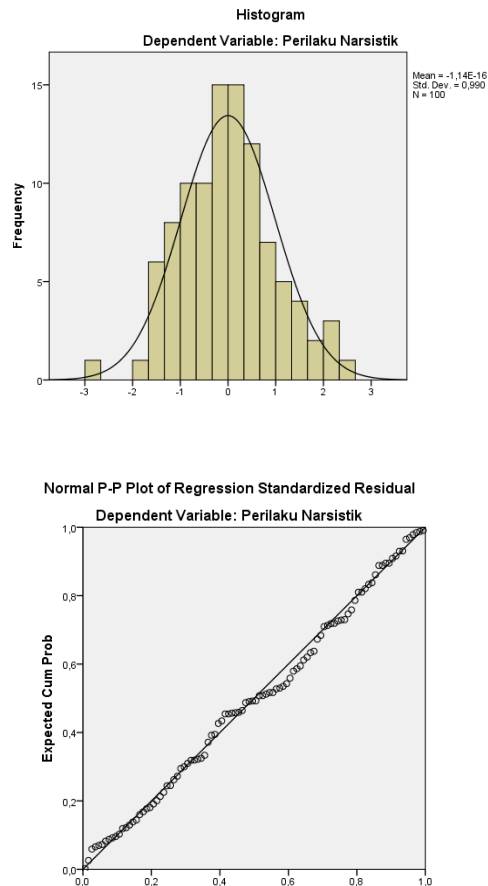 Histogram
Dependent Variable: Perilaku Narsistik
Mean = -1,14E-16
Std. Dev. = 0,990
N = 100
Frequency
15
10
5
0
-3 -2 -1 0 1 2 3
Normal P-P Plot of Regression Standardized Residual
Dependent Variable: Perilaku Narsistik
Expected Cum Prob
1,0
0,8
0,6
0,4
0,2
0,0
0,0 0,2 0,4 0,6 0,8 1,0